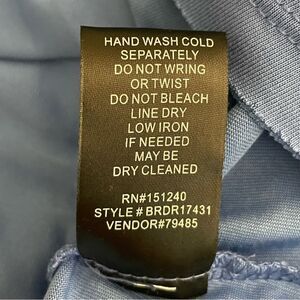 HAND WASH COLD
SEPARATELY
DO NOT WRING
OR TWIST
DO NOT BLEACH
LINE DRY
LOW IRON
IF NEEDED
MAY BE
DRY CLEANED
RN#151240
STYLE # BRDR17431
VENDOR#79485